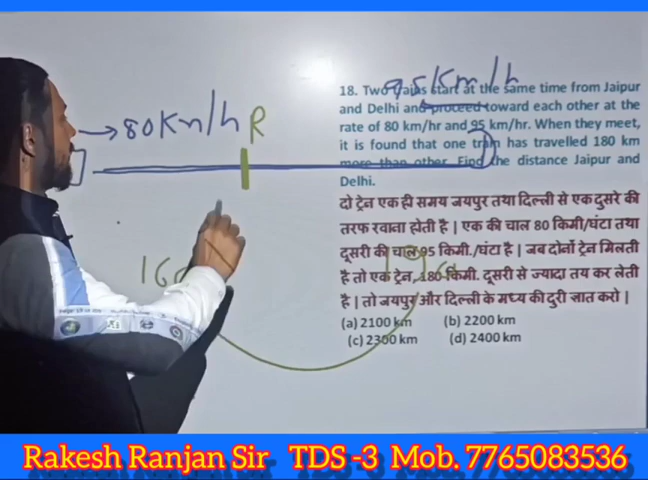 95km/h
18. Two trains start at the same time from Jaipur
and Delhi and proceed toward each other at the
rate of 80 km/hr and 95 km/hr. When they meet,
it is found that one train has travelled 180 km
more than other. Find the distance Jaipur and
Delhi.
80Km/h R
दो ट्रेन एक ही समय जयपुर तथा दिल्ली से एक दुसरे की
तरफ रवाना होती है | एक की चाल 80 किमी/घंटा तथा
दूसरी की चाल 95 किमी./घंटा है | जब दोनों ट्रेन मिलती
है तो एक ट्रेन, 180 किमी. दूसरी से ज्यादा तय कर लेती
है | तो जयपुर और दिल्ली के मध्य की दुरी ज्ञात करो |
(a) 2100 km (b) 2200 km
(c) 2300 km (d) 2400 km
Rakesh Ranjan Sir TDS -3 Mob. 7765083536